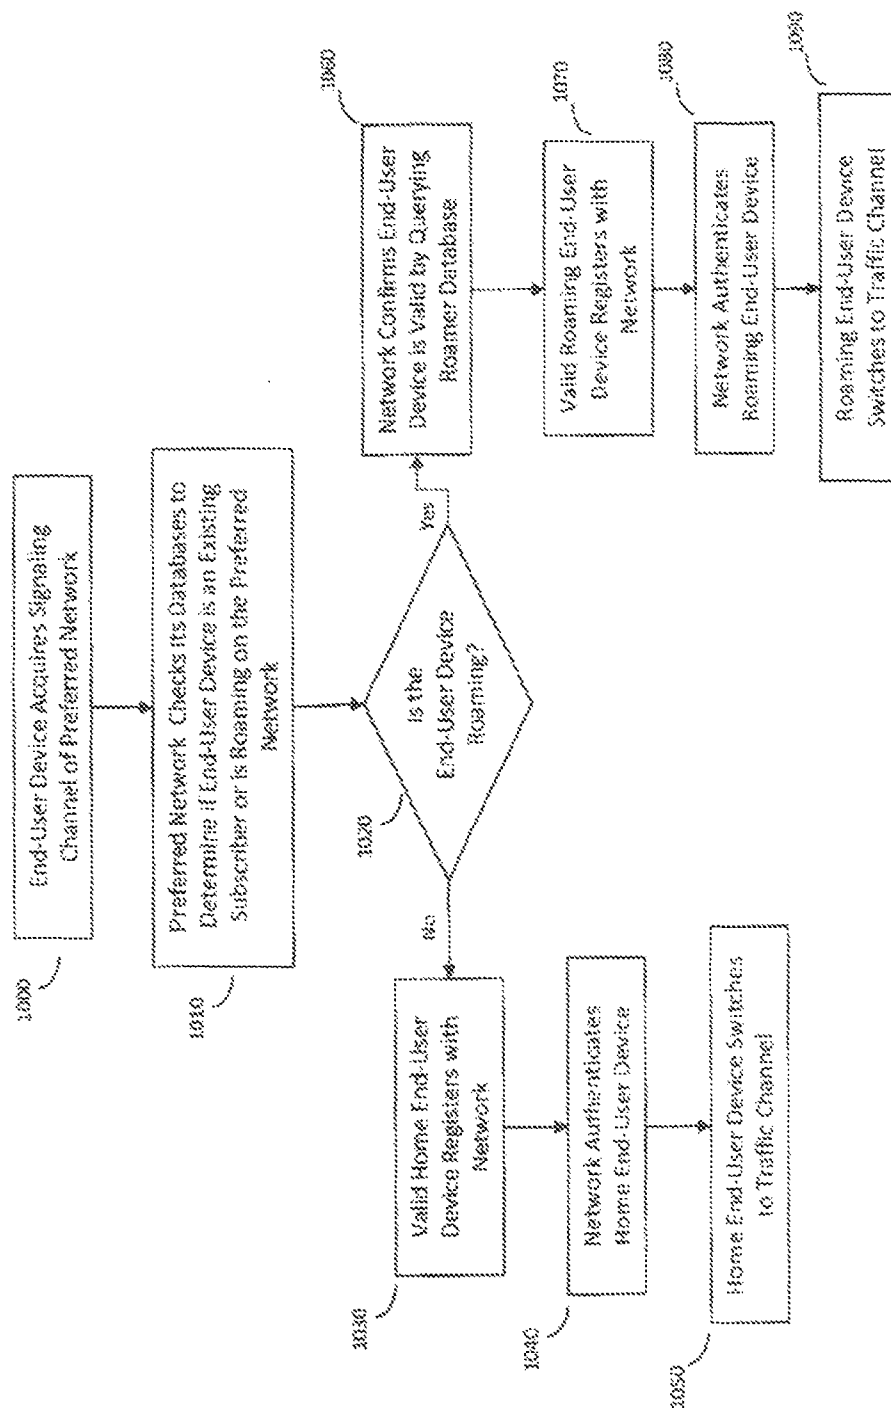 1000
End-User Device Acquires Signaling
Channel of Preferred Network
1010
Preferred Network Checks its Databases to
Determine if End-User Device is an Existing
Subscriber or is Roaming on the Preferred
Network
1020
Is the
End-User Device
Roaming?
No
Yes
1030
Valid Home End-User
Device Registers with
Network
1040
Network Authenticates
Home End-User Device
1050
Home End-User Device Switches
to Traffic Channel
1060
Network Confirms End-User
Device is Valid by Querying
Roamer Database
1070
Valid Roaming End-User
Device Registers with
Network
1080
Network Authenticates
Roaming End-User Device
1090
Roaming End-User Device
Switches to Traffic Channel